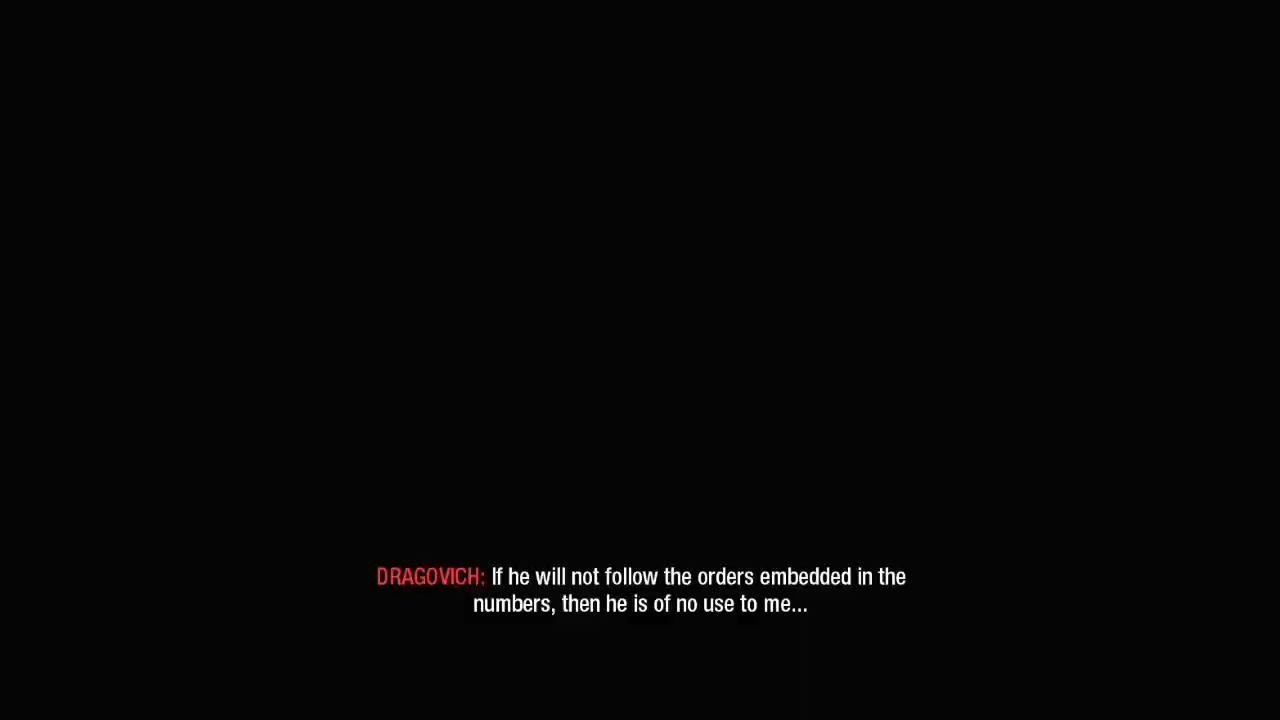 DRAGOVICH: If he will not follow the orders embedded in the
numbers, then he is of no use to me...